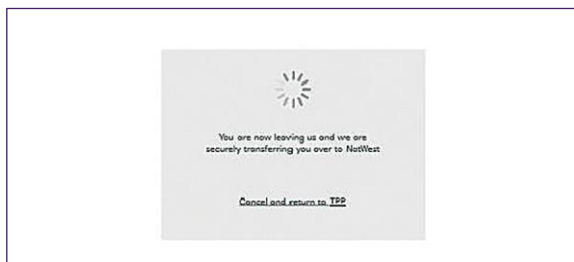 You are now leaving us and we are
securely transferring you over to NatWest
Cancel and return to TPP